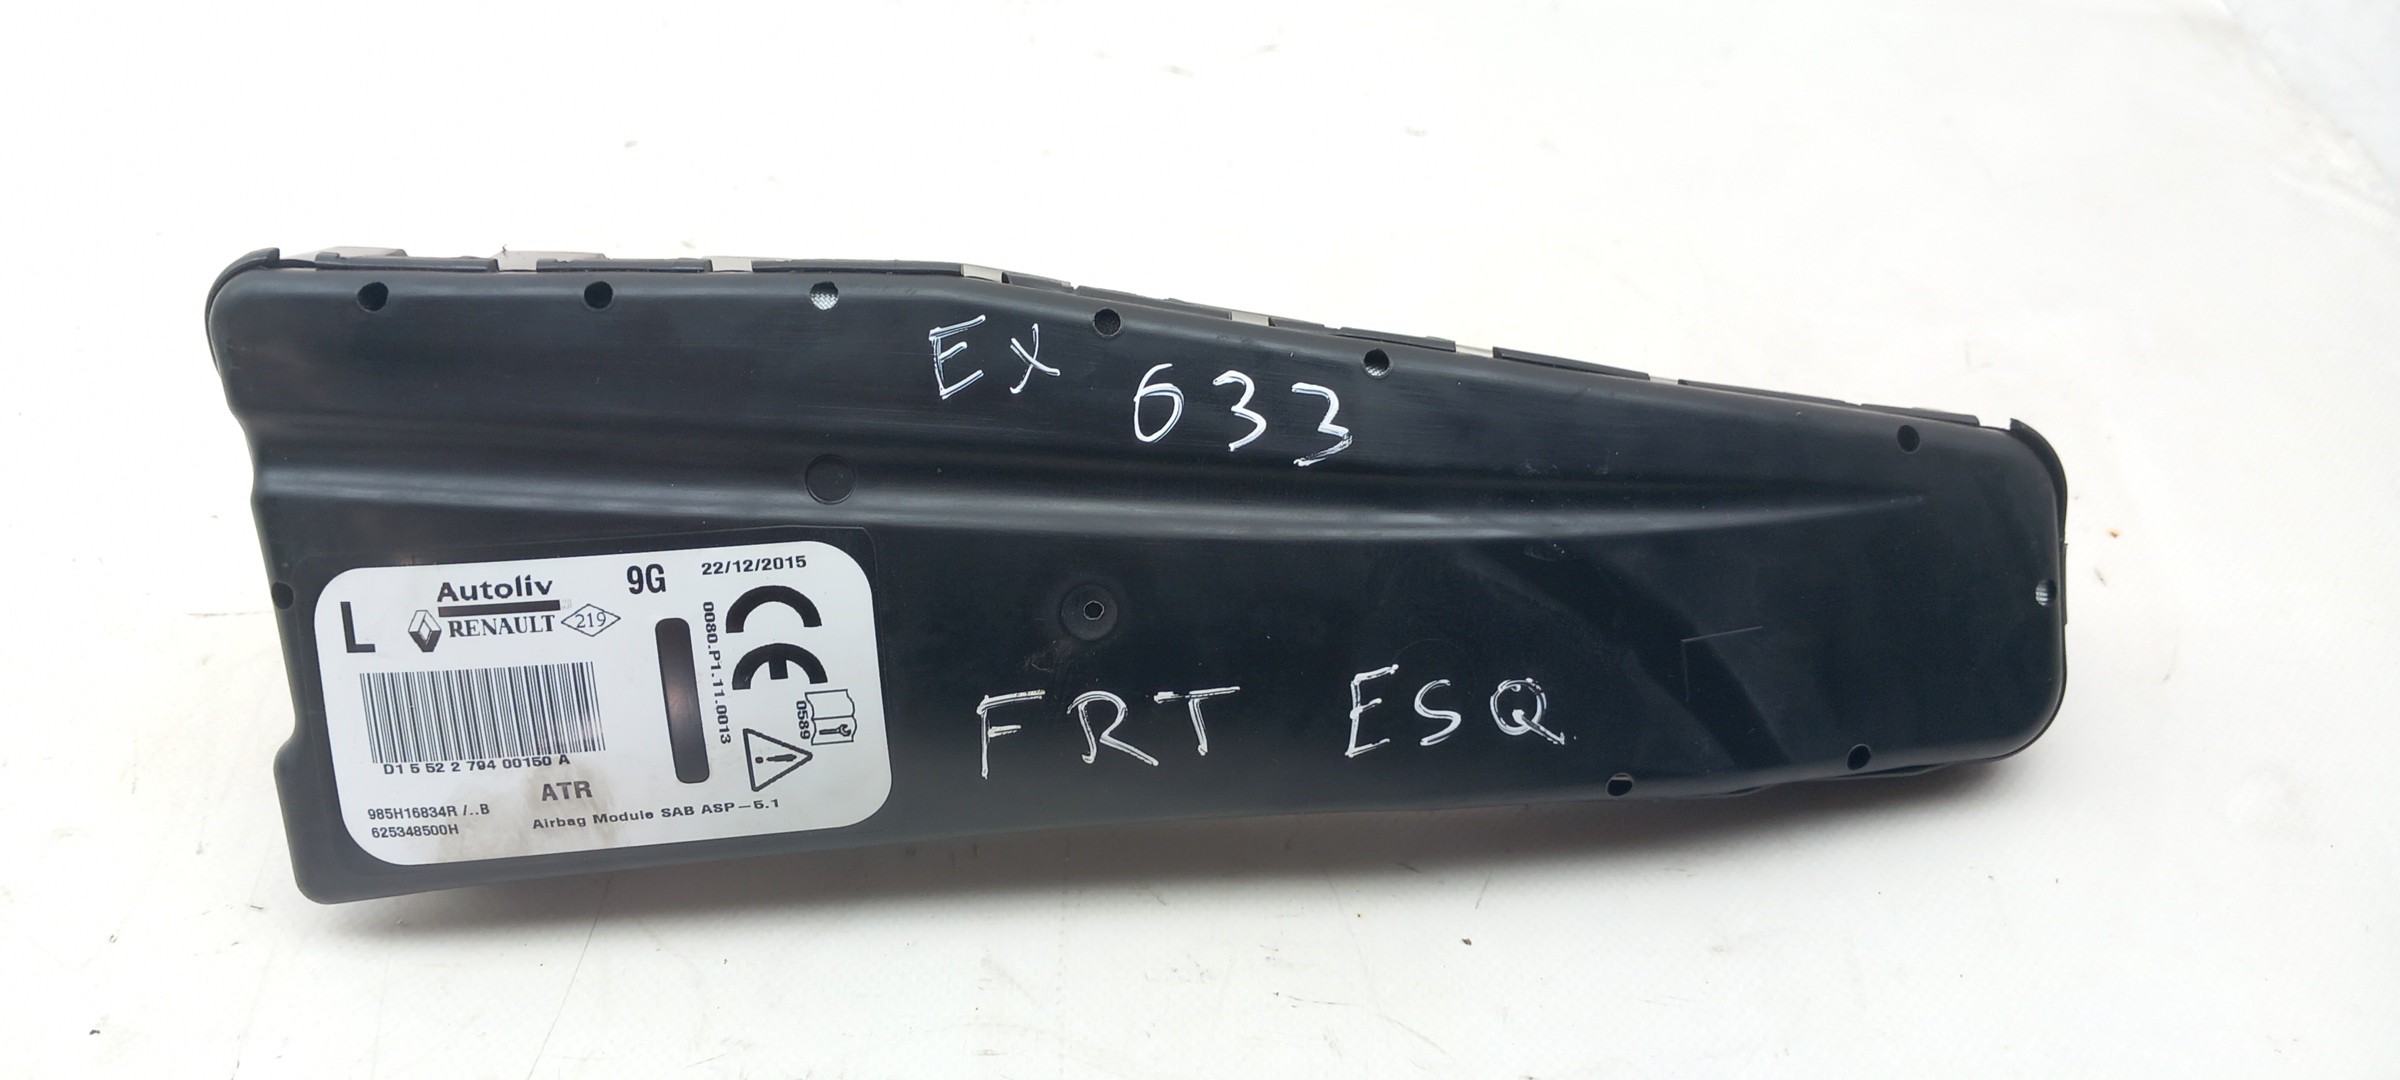 EX 633
FRT ESQ
L
Autoliv
RENAULT
219
9G
22/12/2015
0080.P1.11.0013
CE
0589
D1 5 52 2 794 00150 A
ATR
985H16834R /..B
625348500H
Airbag Module SAB ASP-5.1